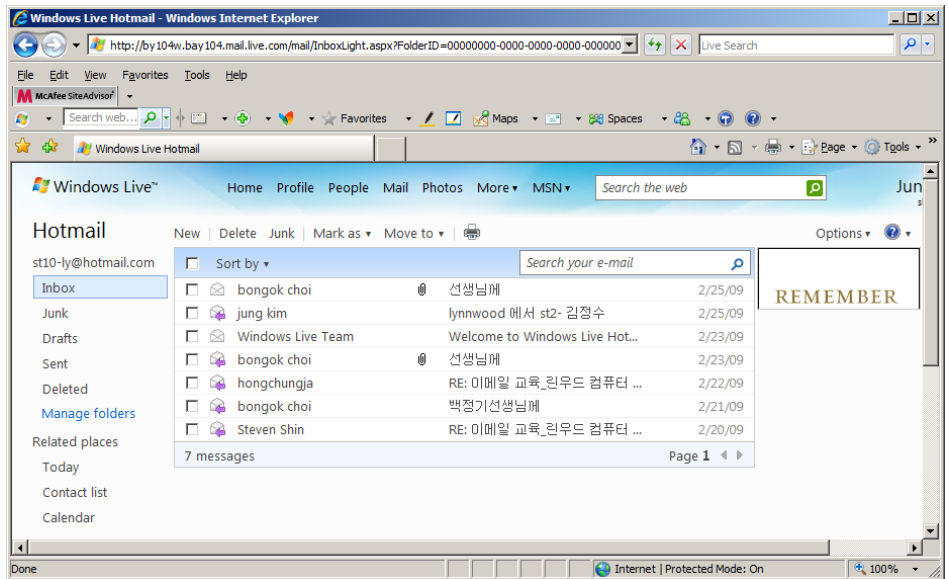 Windows Live Hotmail - Windows Internet Explorer
http://by104w.bay104.mail.live.com/mail/InboxLight.aspx?FolderID=00000000-0000-0000-0000-000000 Live Search
File Edit View Favorites Tools Help
McAfee SiteAdvisor
Search web... Favorites Maps Spaces
Windows Live Hotmail Page Tools »
Windows Live™ Home Profile People Mail Photos More MSN Search the web Jun
Hotmail New | Delete Junk | Mark as Move to | Options
st10-ly@hotmail.com Sort by Search your e-mail
REMEMBER
Inbox bongok choi 선생님께 2/25/09
Junk jung kim lynnwood 에서 st2- 김정수 2/25/09
Drafts Windows Live Team Welcome to Windows Live Hot... 2/23/09
Sent bongok choi 선생님께 2/23/09
Deleted hongchungja RE: 이메일 교육_린우드 컴퓨터 ... 2/22/09
Manage folders bongok choi 백정기선생님께 2/21/09
Related places Steven Shin RE: 이메일 교육_린우드 컴퓨터 ... 2/20/09
7 messages Page 1
Today
Contact list
Calendar
Done Internet | Protected Mode: On 100%